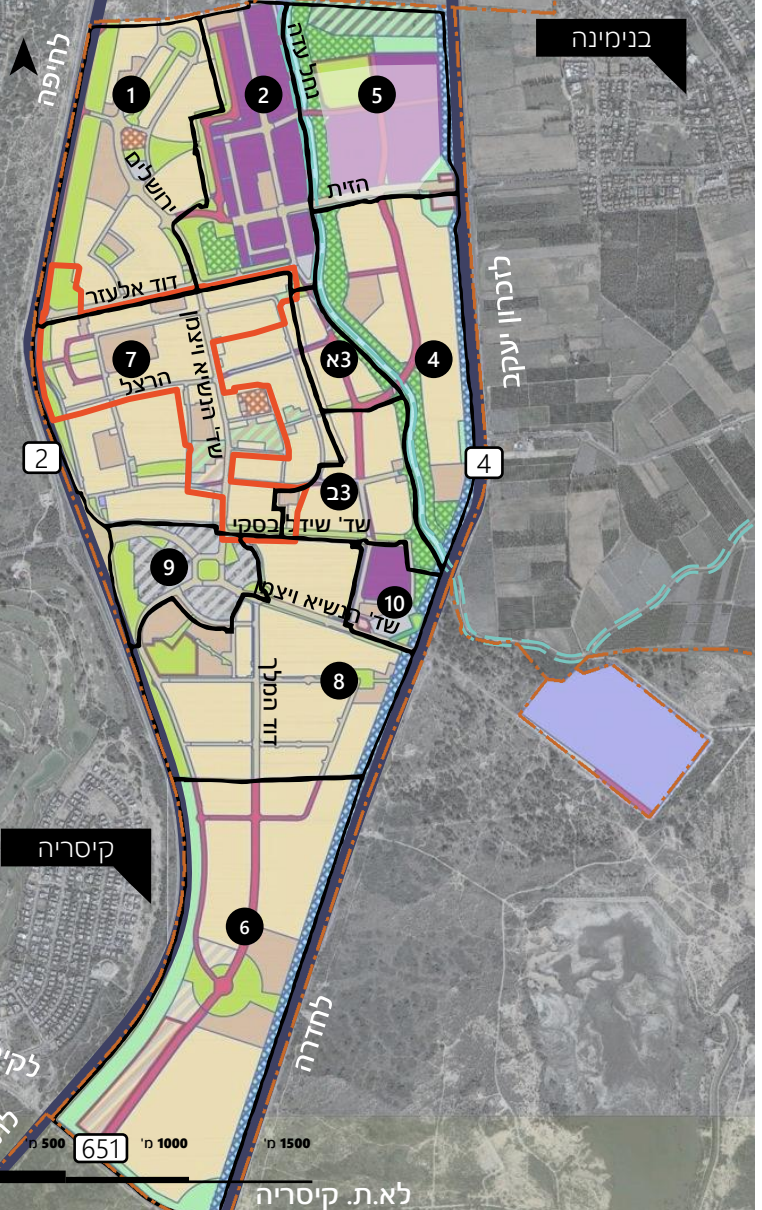 בנימינה
לחיפה
1
2
נחל עדה
5
ירושלים
הזית
דוד אלעזר
לזכרון יעקב
7
הרצל
שד' הנשיא ויצמן
3א
4
2
4
3ב
שד' שידלובסקי
9
10
שד' הנשיא ויצמן
8
דוד המלך
קיסריה
6
לחדרה
500 מ'
651
1000 מ'
1500 מ'
לא.ת. קיסריה